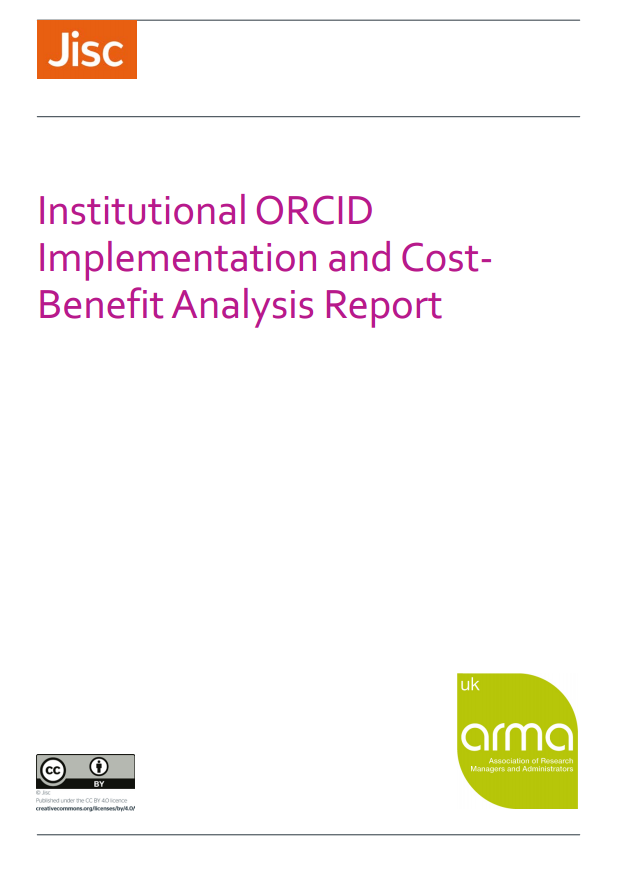 Jisc
Institutional ORCID
Implementation and Cost-
Benefit Analysis Report
uk
arma
Association of Research
Managers and Administrators
cc
BY
© Jisc
Published under the CC BY 4.0 licence
creativecommons.org/licenses/by/4.0/